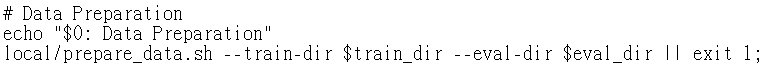 # Data Preparation
echo "$0: Data Preparation"
local/prepare_data.sh --train-dir $train_dir --eval-dir $eval_dir || exit 1;